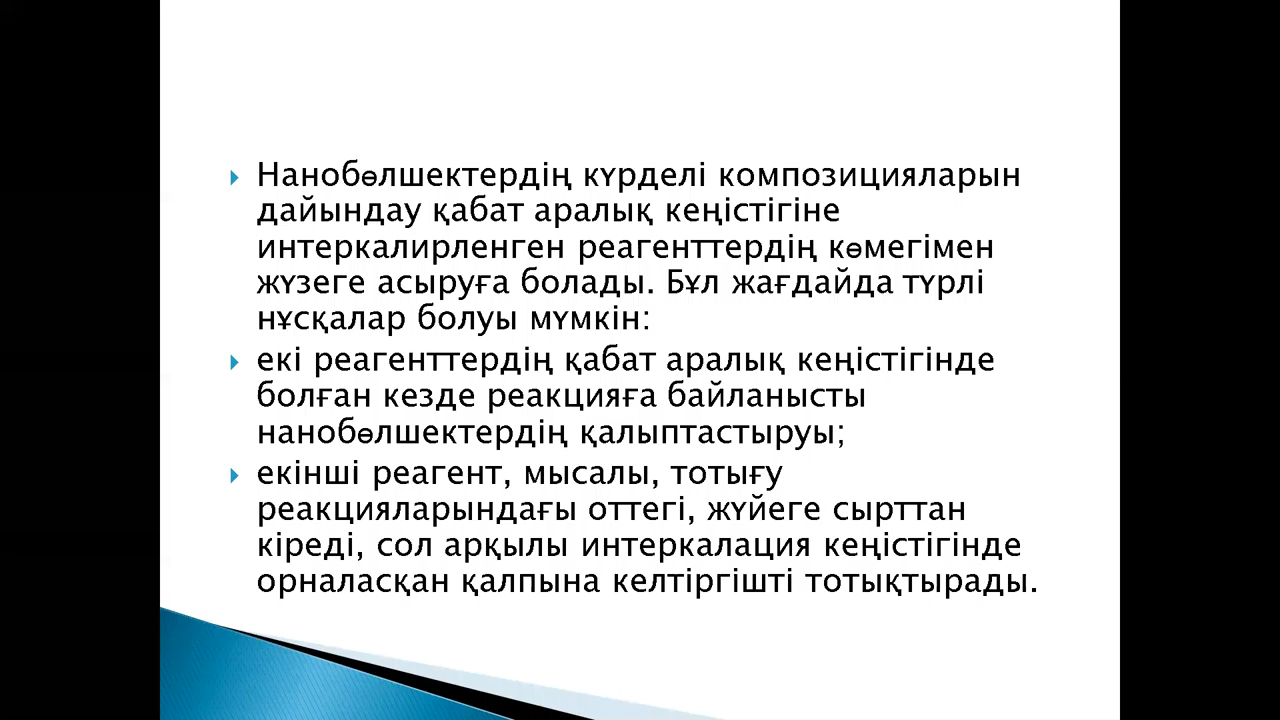 Нанобөлшектердің күрделі композицияларын
дайындау қабат аралық кеңістігіне
интеркалирленген реагенттердің көмегімен
жүзеге асыруға болады. Бұл жағдайда түрлі
нұсқалар болуы мүмкін:
екі реагенттердің қабат аралық кеңістігінде
болған кезде реакцияға байланысты
нанобөлшектердің қалыптастыруы;
екінші реагент, мысалы, тотығу
реакцияларындағы оттегі, жүйеге сырттан
кіреді, сол арқылы интеркалация кеңістігінде
орналасқан қалпына келтіргішті тотықтырады.